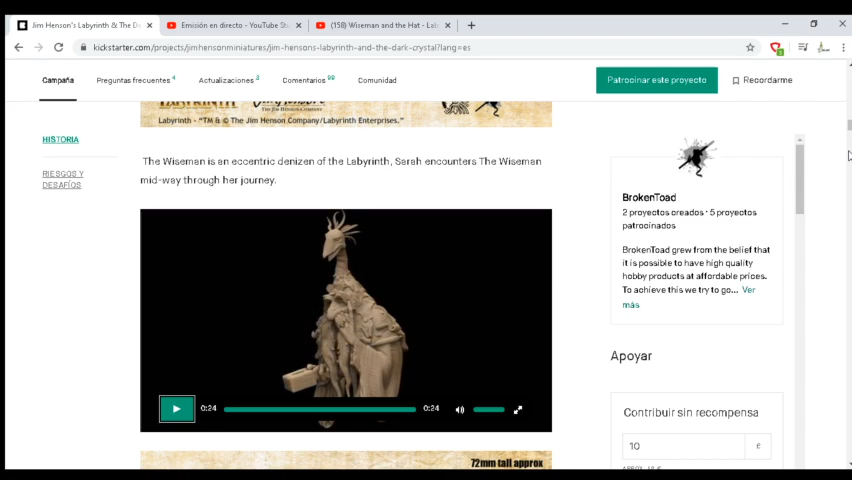 Jim Henson's Labyrinth & The D
Emisión en directo - YouTube St
(158) Wiseman and the Hat - Lab
kickstarter.com/projects/jimhensonminiatures/jim-hensons-labyrinth-and-the-dark-crystal?lang=es
Campaña
Preguntas frecuentes 4
Actualizaciones 3
Comentarios 99
Comunidad
Patrocinar este proyecto
Recordarme
HISTORIA
RIESGOS Y
DESAFÍOS
LABYRINTH
THE JIM HENSON COMPANY
Labyrinth - "TM & © The Jim Henson Company/Labyrinth Enterprises."
The Wiseman is an eccentric denizen of the Labyrinth, Sarah encounters The Wiseman
mid-way through her journey.
0:24
0:24
72mm tall approx
BrokenToad
2 proyectos creados · 5 proyectos
patrocinados
BrokenToad grew from the belief that
it is possible to have high quality
hobby products at affordable prices.
To achieve this we try to go... Ver
más
Apoyar
Contribuir sin recompensa
10
£